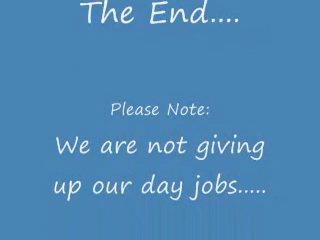 The End....
Please Note:
We are not giving
up our day jobs.....